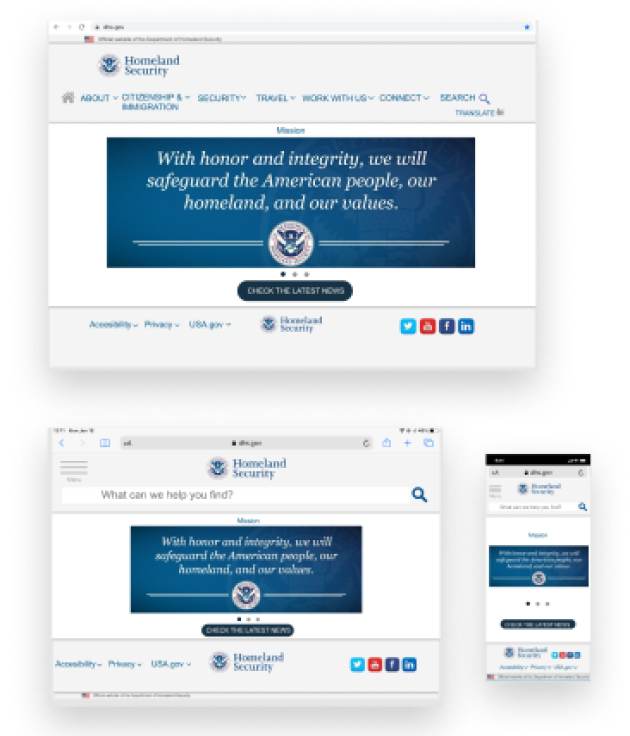 dhs.gov
Official website of the Department of Homeland Security
Homeland
Security
ABOUT CITIZENSHIP & SECURITY TRAVEL WORK WITH US CONNECT SEARCH
IMMIGRATION
TRANSLATE
Mission
With honor and integrity, we will
safeguard the American people, our
homeland, and our values.
CHECK THE LATEST NEWS
Accesibility Privacy USA.gov
Homeland
Security
dhs.gov
Homeland
Security
Menu
What can we help you find?
Mission
With honor and integrity, we will
safeguard the American people, our
homeland, and our values.
CHECK THE LATEST NEWS
Accesibility Privacy USA.gov
Homeland
Security
Official website of the Department of Homeland Security
dhs.gov
Homeland
Security
Menu
What can we help you find?
Mission
With honor and integrity, we will
safeguard the American people, our
homeland, and our values.
CHECK THE LATEST NEWS
Homeland
Security
Accesibility Privacy USA.gov
Official website of the Department of Homeland Security